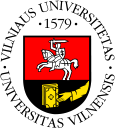 VILNIAUS UNIVERSITETAS
· 1579 ·
UNIVERSITAS VILNENSIS